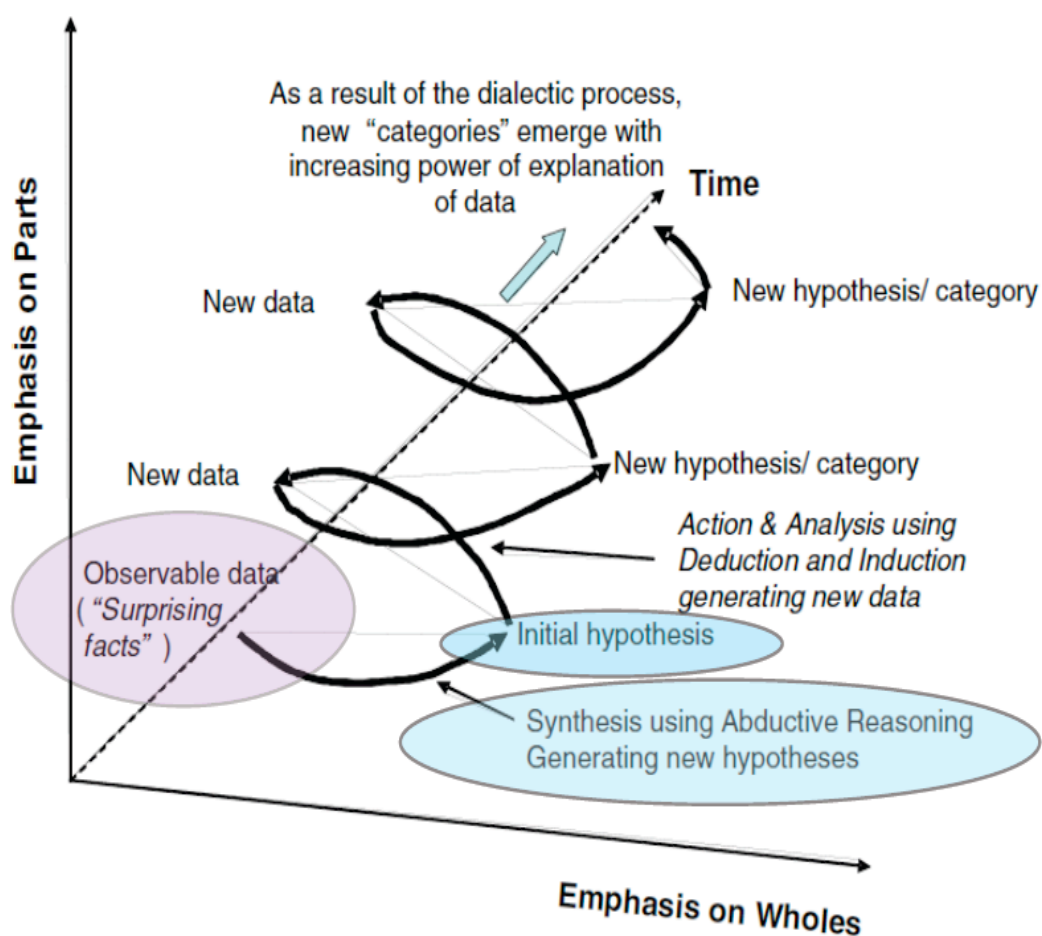 As a result of the dialectic process,
new “categories” emerge with
increasing power of explanation
of data
Time
Emphasis on Parts
New data
New hypothesis/ category
New data
New hypothesis/ category
Action & Analysis using
Deduction and Induction
generating new data
Observable data
( “Surprising
facts” )
Initial hypothesis
Synthesis using Abductive Reasoning
Generating new hypotheses
Emphasis on Wholes